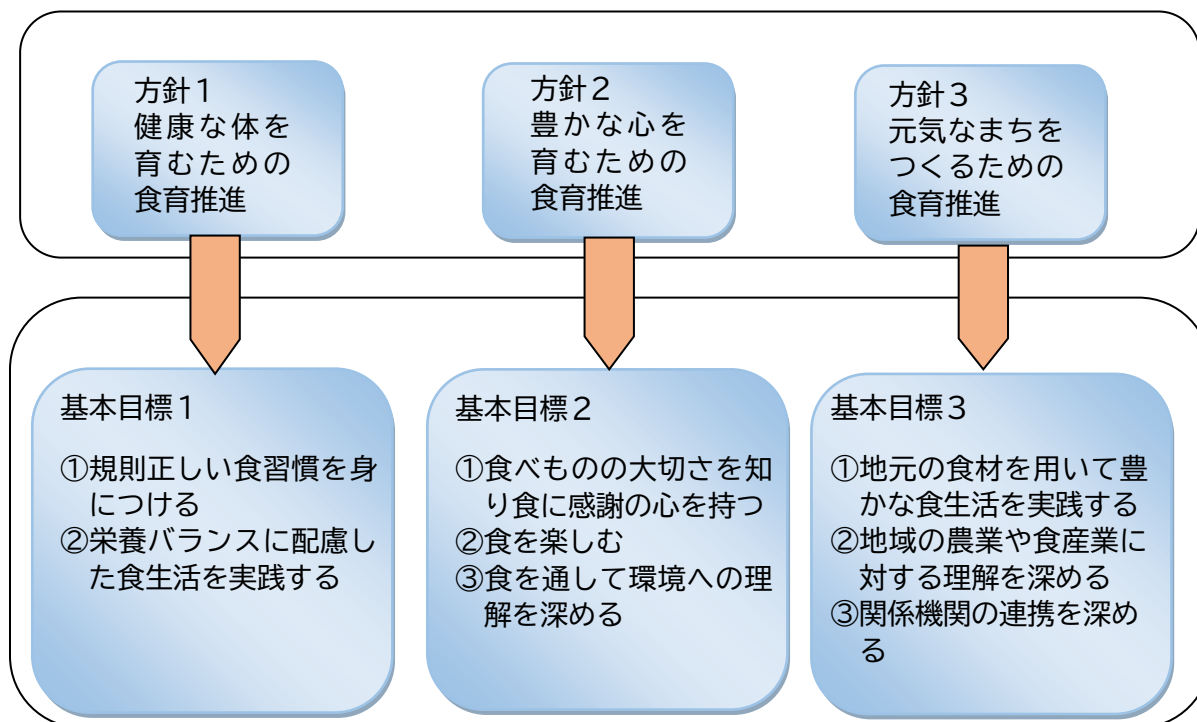 方針１
健康な体を
育むための
食育推進
方針２
豊かな心を
育むための
食育推進
方針３
元気なまちを
つくるための
食育推進
基本目標１
①規則正しい食習慣を身
につける
②栄養バランスに配慮し
た食生活を実践する
基本目標２
①食べものの大切さを知
り食に感謝の心を持つ
②食を楽しむ
③食を通して環境への理
解を深める
基本目標３
①地元の食材を用いて豊
かな食生活を実践する
②地域の農業や食産業に
対する理解を深める
③関係機関の連携を深め
る